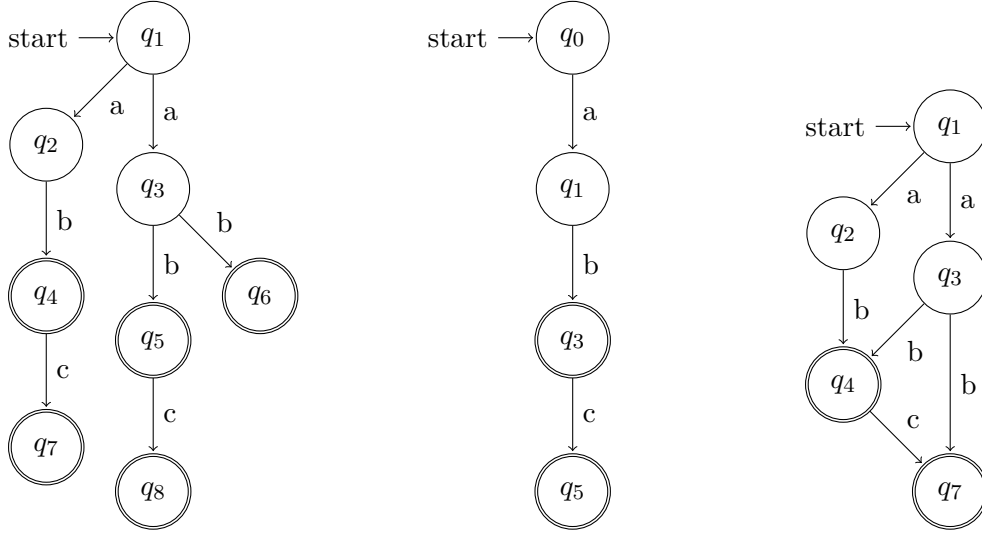 start q1
a a
q2
q3
b b b
q4
q5
q6
c c
q7
q8
start q0
a
q1
b
q3
c
q5
start q1
a a
q2
q3
b b b
q4
c
q7